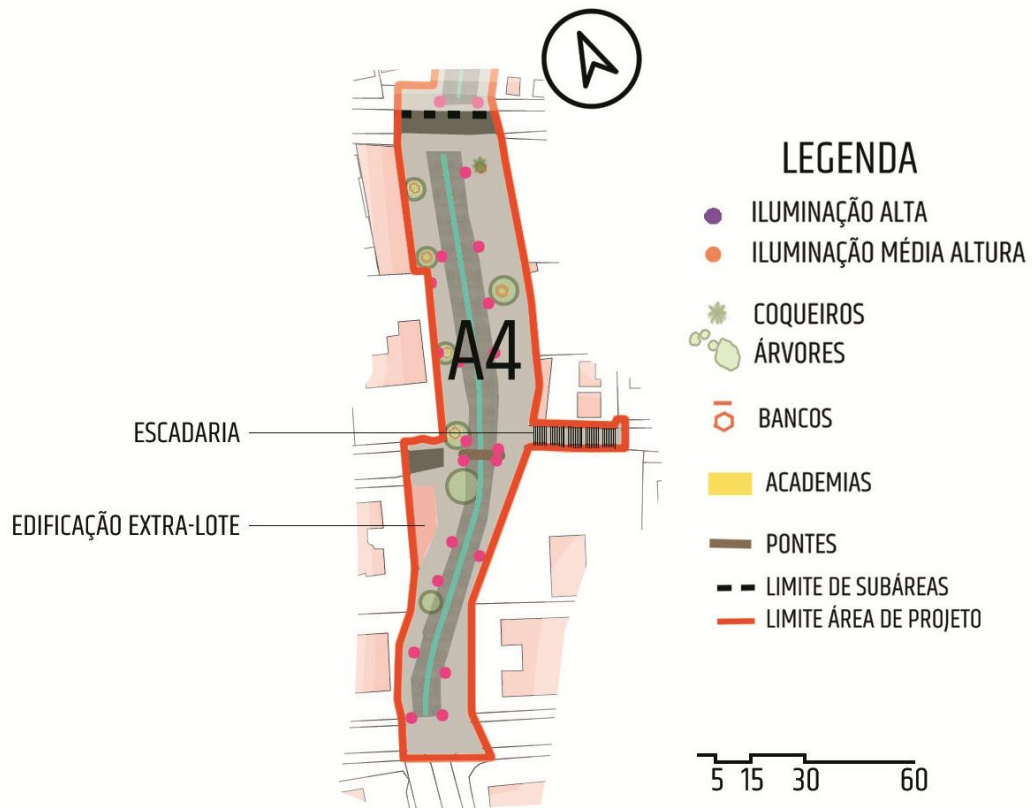 LEGENDA
ILUMINAÇÃO ALTA
ILUMINAÇÃO MÉDIA ALTURA
COQUEIROS
ÁRVORES
BANCOS
ACADEMIAS
PONTES
LIMITE DE SUBÁREAS
LIMITE ÁREA DE PROJETO
A4
ESCADARIA
EDIFICAÇÃO EXTRA-LOTE
5 15 30 60